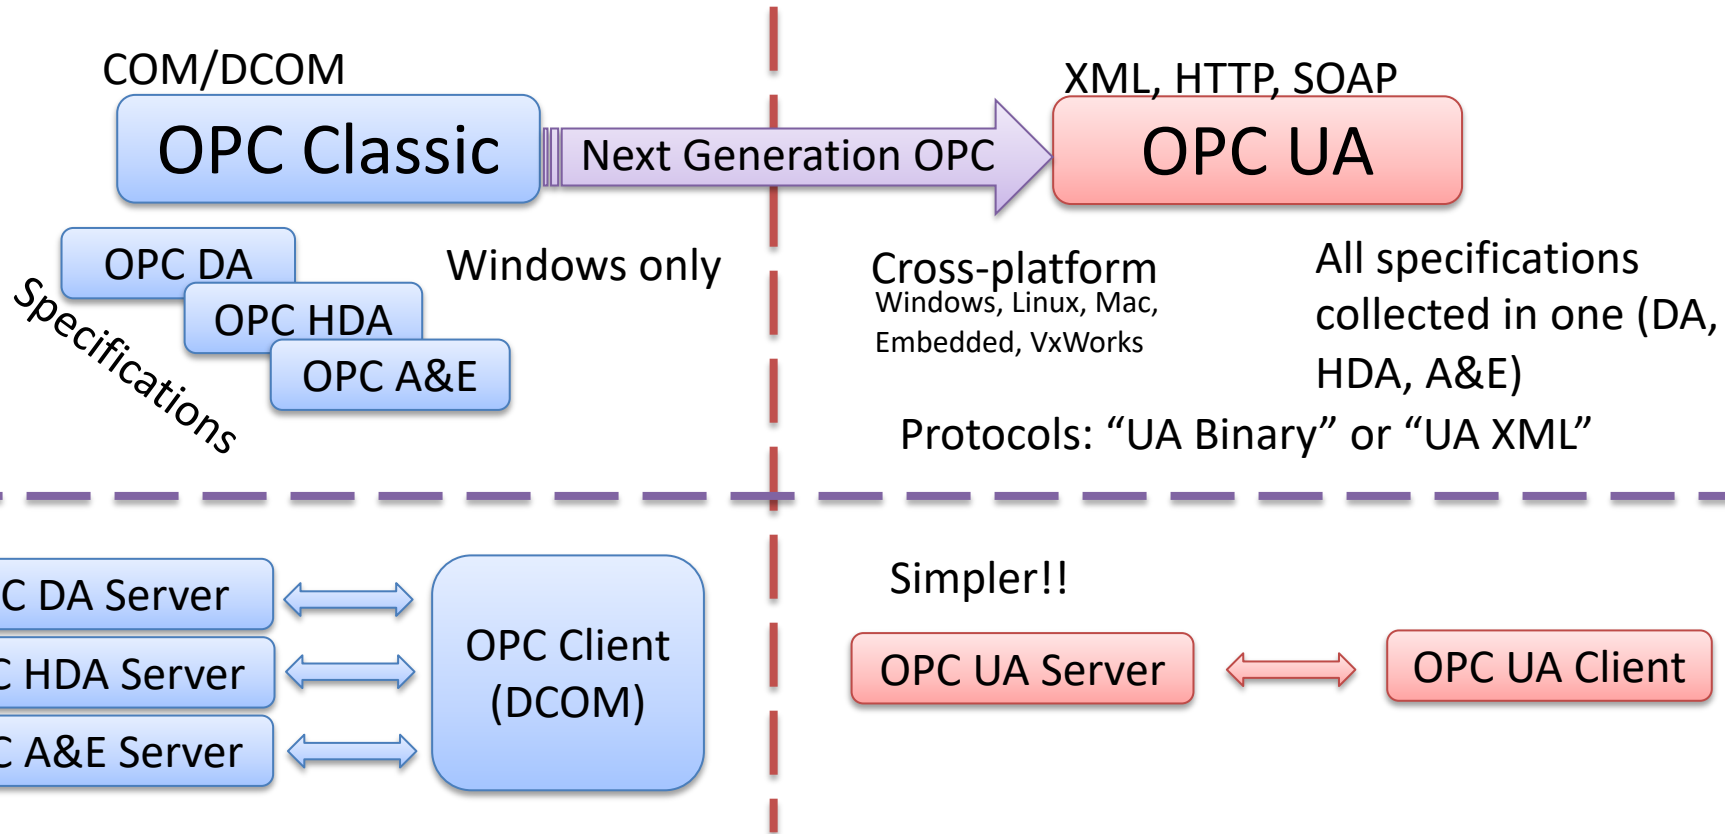 COM/DCOM
OPC Classic
Next Generation OPC
XML, HTTP, SOAP
OPC UA
OPC DA
OPC HDA
OPC A&E
Specifications
Windows only
Cross-platform
Windows, Linux, Mac,
Embedded, VxWorks
All specifications
collected in one (DA,
HDA, A&E)
Protocols: “UA Binary” or “UA XML”
C DA Server
C HDA Server
C A&E Server
OPC Client
(DCOM)
Simpler!!
OPC UA Server
OPC UA Client